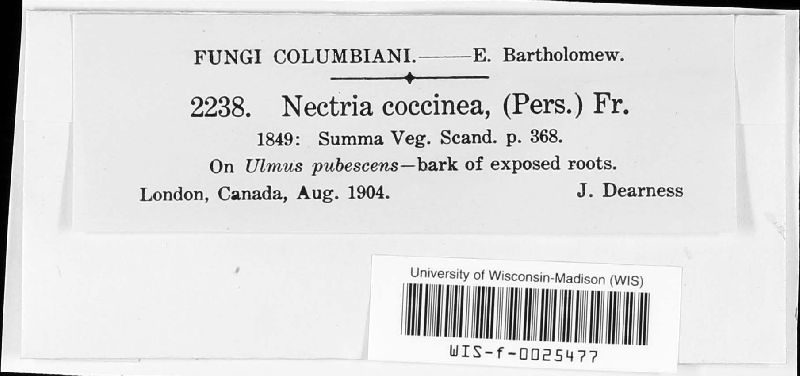 FUNGI COLUMBIANI.——E. Bartholomew.
2238. Nectria coccinea, (Pers.) Fr.
1849: Summa Veg. Scand. p. 368.
On Ulmus pubescens—bark of exposed roots.
London, Canada, Aug. 1904. J. Dearness
University of Wisconsin-Madison (WIS)
WIS-f-0025477